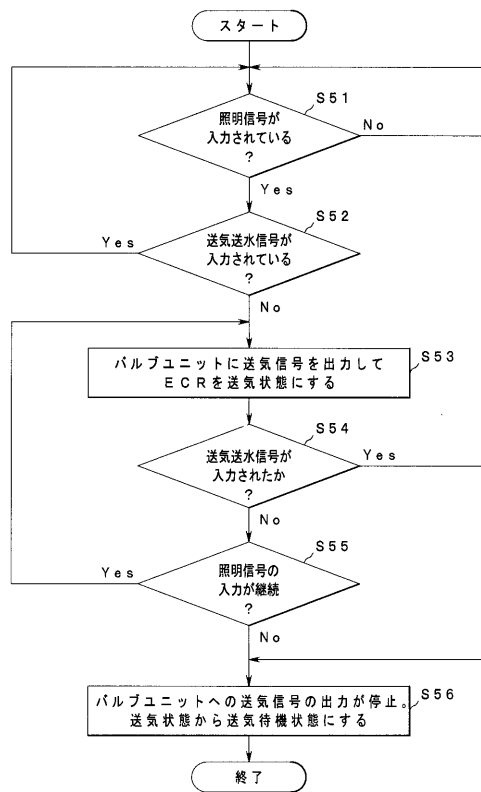 スタート
S51
照明信号が
入力されている
?
No
Yes
S52
送気送水信号が
入力されている
?
Yes
No
S53
バルブユニットに送気信号を出力して
ECRを送気状態にする
S54
送気送水信号が
入力されたか
?
Yes
No
S55
照明信号の
入力が継続
?
Yes
No
S56
バルブユニットへの送気信号の出力が停止。
送気状態から送気待機状態にする
終了